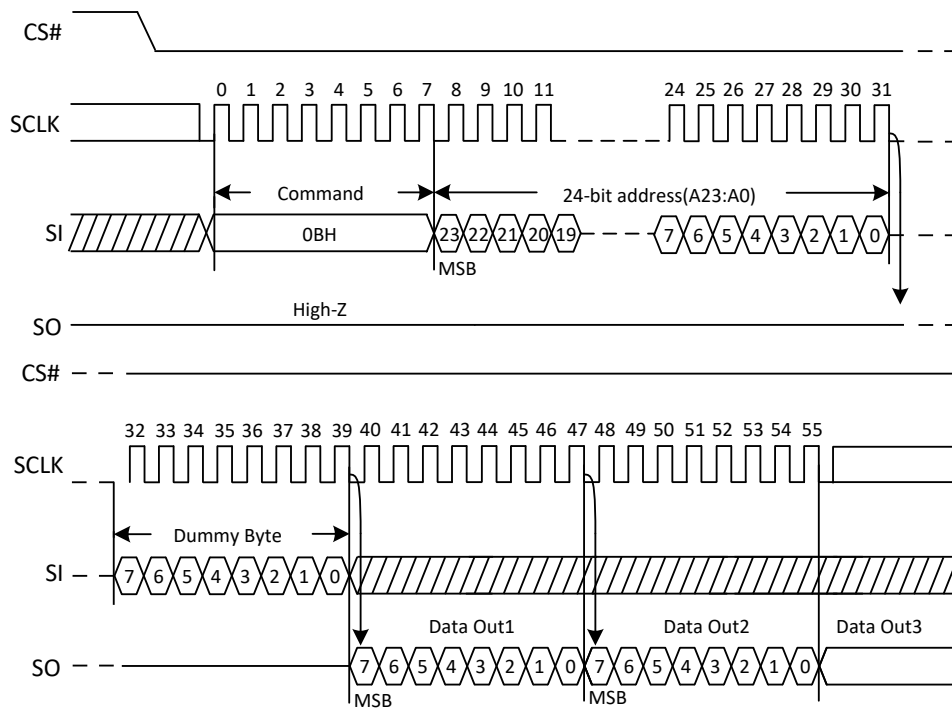 CS#
0 1 2 3 4 5 6 7 8 9 10 11 24 25 26 27 28 29 30 31
SCLK
Command 24-bit address(A23:A0)
SI 0BH 23 22 21 20 19 7 6 5 4 3 2 1 0
MSB
High-Z
SO
CS#
32 33 34 35 36 37 38 39 40 41 42 43 44 45 46 47 48 49 50 51 52 53 54 55
SCLK
Dummy Byte
SI 7 6 5 4 3 2 1 0
Data Out1 Data Out2 Data Out3
SO 7 6 5 4 3 2 1 0 7 6 5 4 3 2 1 0
MSB MSB